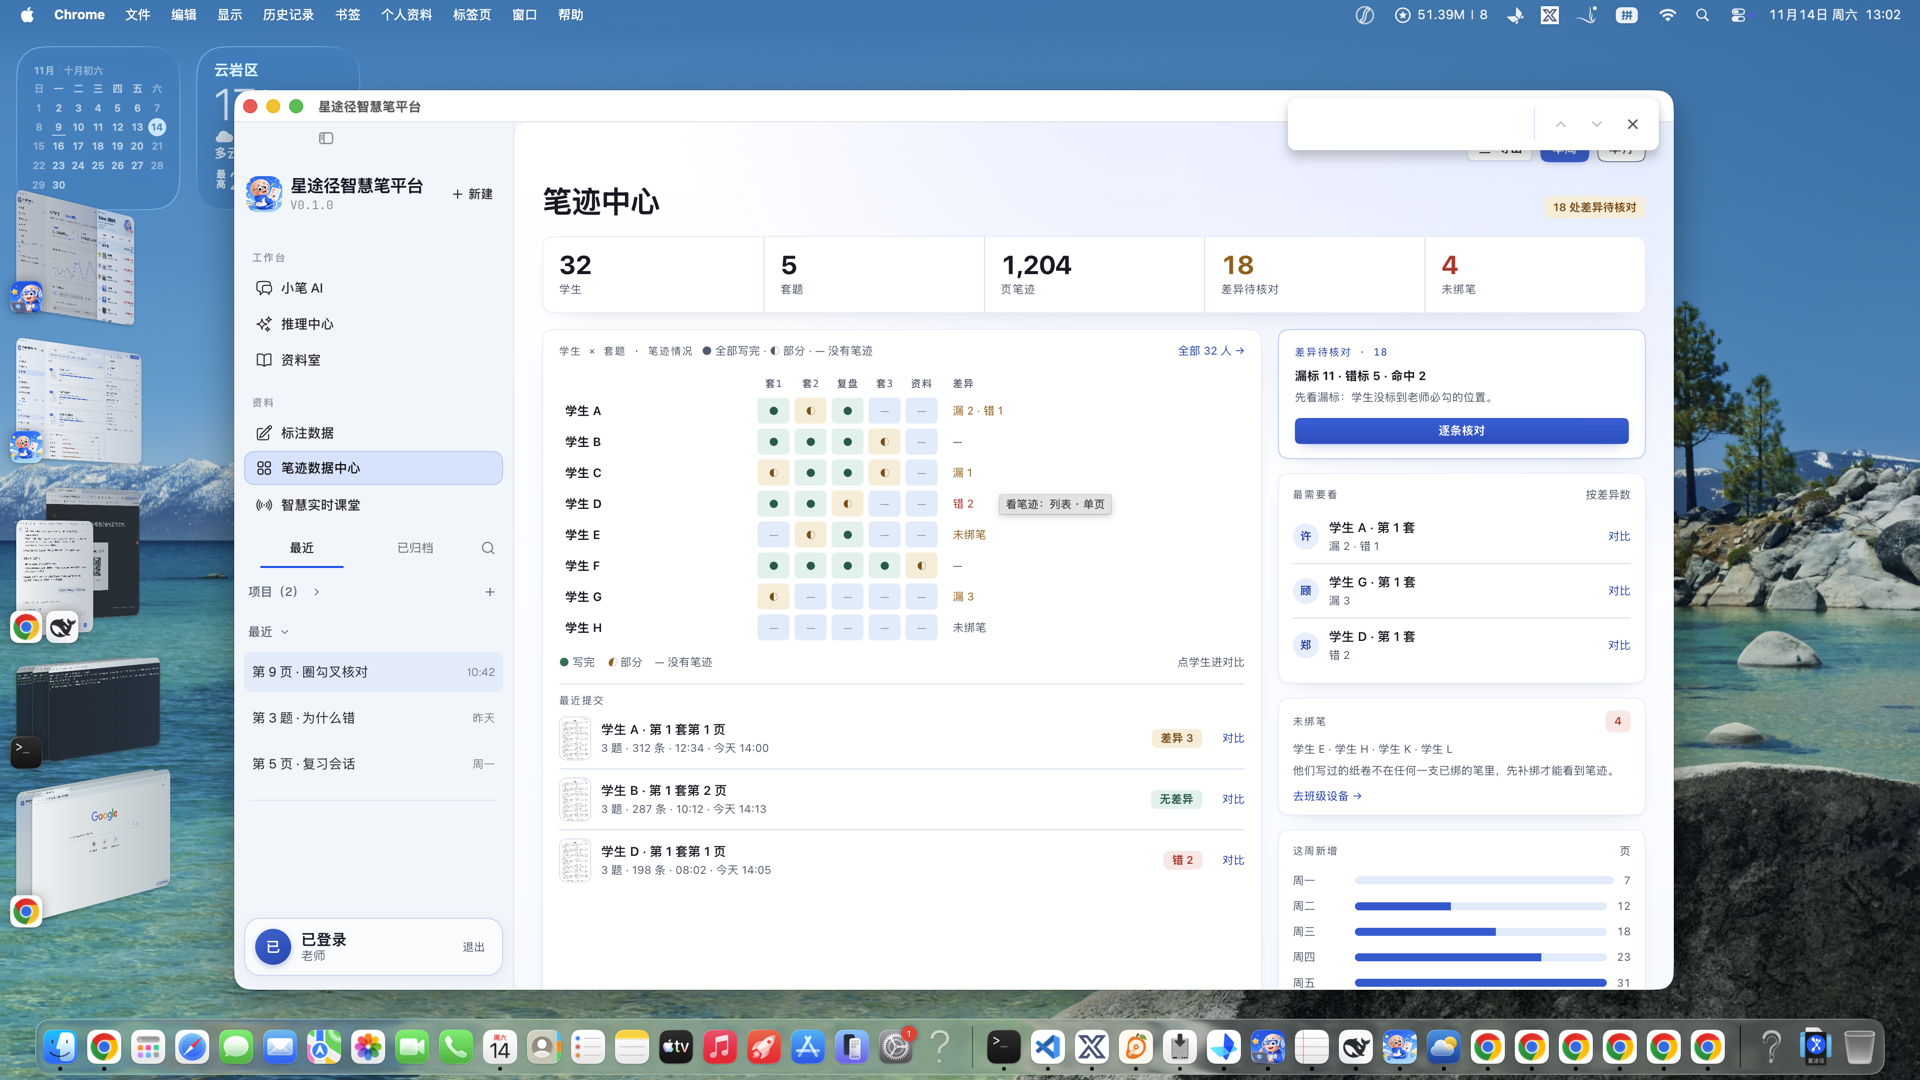 Chrome 文件 编辑 显示 历史记录 书签 个人资料 标签页 窗口 帮助
51.39M | 8 拼 11月14日 周六 13:02
11月 十月初六
日 一 二 三 四 五 六
1 2 3 4 5 6 7
8 9 10 11 12 13 14
15 16 17 18 19 20 21
22 23 24 25 26 27 28
29 30
云岩区
星途径智慧笔平台
星途径智慧笔平台
V0.1.0
+ 新建
工作台
小笔 AI
推理中心
资料室
资料
标注数据
笔迹数据中心
智慧实时课堂
最近 已归档
项目 (2)
最近
第 9 页 · 圈勾叉核对 10:42
第 3 题 · 为什么错 昨天
第 5 页 · 复习会话 周一
已 已登录
老师
退出
笔迹中心
18 处差异待核对
32 学生
5 套题
1,204 页笔迹
18 差异待核对
4 未绑笔
学生 × 套题 · 笔迹情况 ● 全部写完 · ◐ 部分 · — 没有笔迹 全部 32 人 →
套1 套2 复盘 套3 资料 差异
学生 A ● ◐ ● — — 漏 2 · 错 1
学生 B ● ● ● ◐ — —
学生 C ◐ ● ● ◐ — 漏 1
学生 D ● ● ◐ — — 错 2
看笔迹：列表 · 单页
学生 E — ◐ ● — — 未绑笔
学生 F ● ● ● ● ◐ —
学生 G ◐ — — — — 漏 3
学生 H — — — — — 未绑笔
● 写完 ◐ 部分 — 没有笔迹 点学生进对比
最近提交
学生 A · 第 1 套第 1 页
3 题 · 312 条 · 12:34 · 今天 14:00
差异 3 对比
学生 B · 第 1 套第 2 页
3 题 · 287 条 · 10:12 · 今天 14:13
无差异 对比
学生 D · 第 1 套第 1 页
3 题 · 198 条 · 08:02 · 今天 14:05
错 2 对比
差异待核对 · 18
漏标 11 · 错标 5 · 命中 2
先看漏标：学生没标到老师必勾的位置。
逐条核对
最需要看 按差异数
许 学生 A · 第 1 套 对比
漏 2 · 错 1
顾 学生 G · 第 1 套 对比
漏 3
郑 学生 D · 第 1 套 对比
错 2
未绑笔 4
学生 E · 学生 H · 学生 K · 学生 L
他们写过的纸卷不在任何一支已绑的笔里，先补绑才能看到笔迹。
去班级设备 →
这周新增 页
周一 7
周二 12
周三 18
周四 23
周五 31
Google
周六
14
tv
1